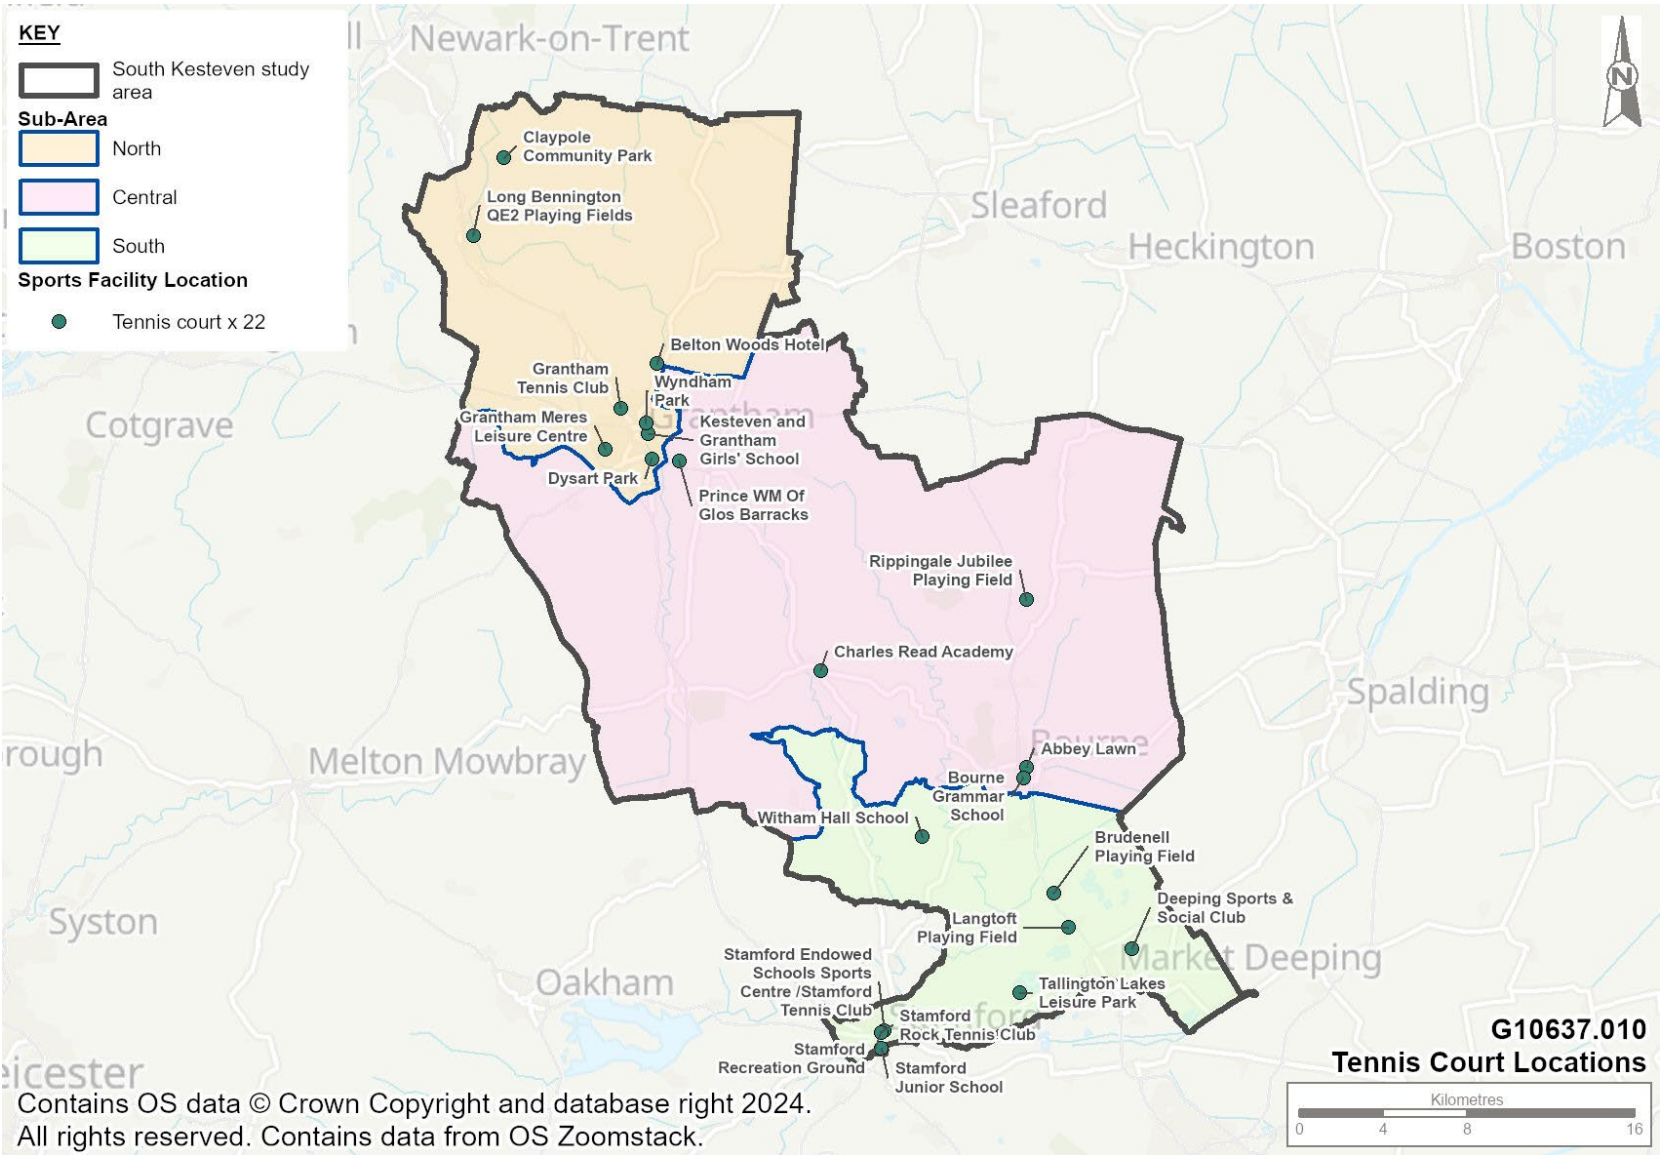 KEY
South Kesteven study
area
Sub-Area
North
Central
South
Sports Facility Location
Tennis court x 22
Newark-on-Trent
Sleaford
Heckington
Boston
Cotgrave
Grantham
Spalding
Bourne
rough
Melton Mowbray
Syston
Oakham
Market Deeping
Stamford
eicester
Claypole
Community Park
Long Bennington
QE2 Playing Fields
Belton Woods Hotel
Grantham
Tennis Club
Wyndham
Park
Grantham Meres
Leisure Centre
Kesteven and
Grantham
Girls' School
Dysart Park
Prince WM Of
Glos Barracks
Rippingale Jubilee
Playing Field
Charles Read Academy
Abbey Lawn
Bourne
Grammar
School
Witham Hall School
Brudenell
Playing Field
Deeping Sports &
Social Club
Langtoft
Playing Field
Stamford Endowed
Schools Sports
Centre /Stamford
Tennis Club
Tallington Lakes
Leisure Park
Stamford
Rock Tennis Club
Stamford
Recreation Ground
Stamford
Junior School
N
G10637.010
Tennis Court Locations
Kilometres
0 4 8 16
Contains OS data © Crown Copyright and database right 2024.
All rights reserved. Contains data from OS Zoomstack.